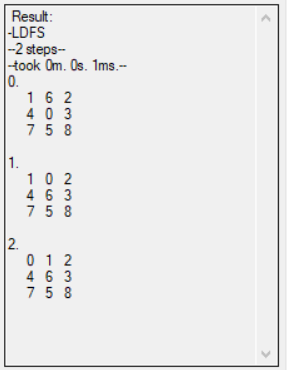 Result:
-LDFS
--2 steps--
--took 0m. 0s. 1ms.--
0.
1 6 2
4 0 3
7 5 8
1.
1 0 2
4 6 3
7 5 8
2.
0 1 2
4 6 3
7 5 8